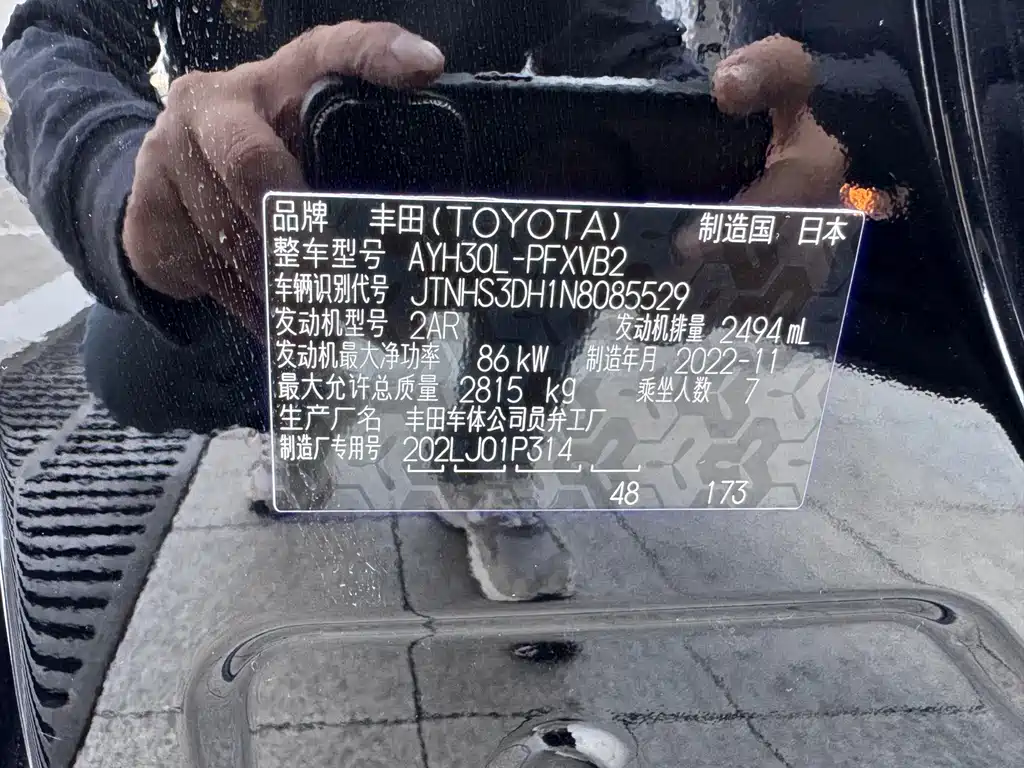 品牌 丰田(TOYOTA) 制造国 日本
整车型号 AYH30L-PFXVB2
车辆识别代号 JTNHS3DH1N8085529
发动机型号 2AR 发动机排量 2494 mL
发动机最大净功率 86 kW 制造年月 2022-11
最大允许总质量 2815 kg 乘坐人数 7
生产厂名 丰田车体公司员弁工厂
制造厂专用号 202LJ01P314
48 173